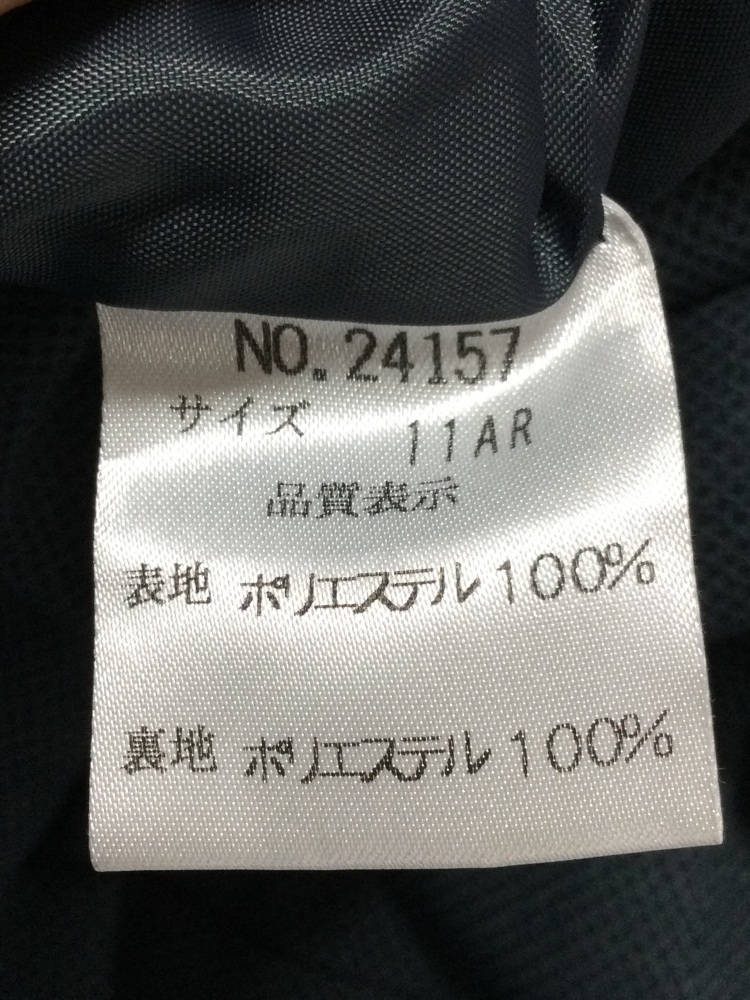 NO.24157
サイズ 11AR
品質表示
表地 ポリエステル100%
裏地 ポリエステル100%